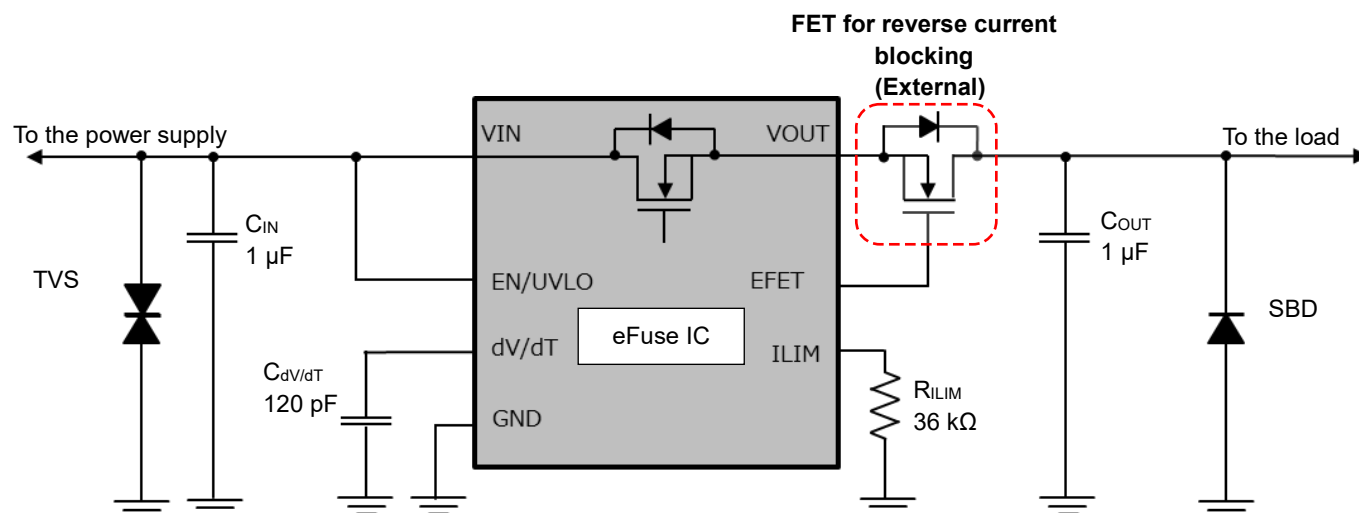 FET for reverse current
blocking
(External)
To the power supply
VIN
VOUT
To the load
CIN
1 µF
COUT
1 µF
TVS
EN/UVLO
EFET
SBD
eFuse IC
dV/dT
ILIM
CdV/dT
120 pF
RILIM
36 kΩ
GND